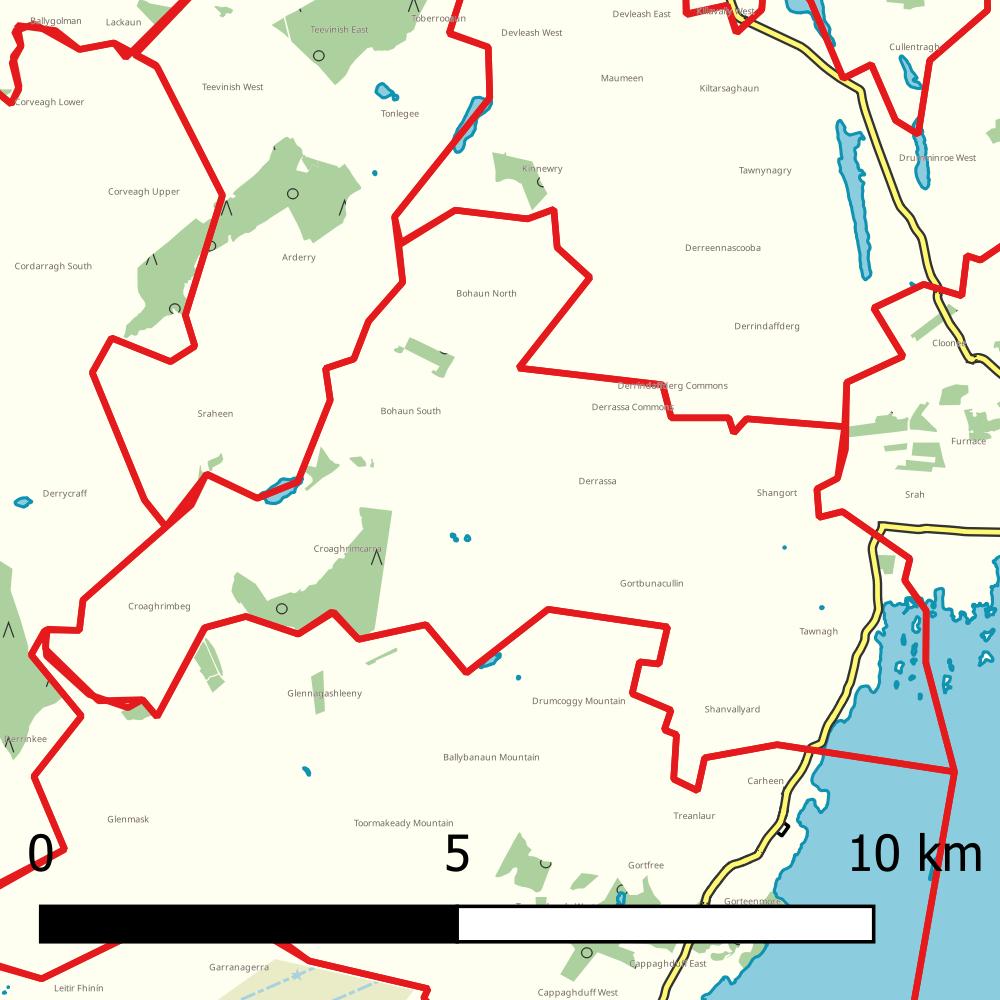 Ballygolman
Lackaun
Toberrooaun
Devleash East
Killavally West
Teevinish East
Devleash West
Cullentragh
Maumeen
Teevinish West
Kiltarsaghaun
Corveagh Lower
Tonlegee
Drumminroe West
Kinnewry
Tawnynagry
Corveagh Upper
Derreennascooba
Arderry
Cordarragh South
Bohaun North
Derrindaffderg
Cloonee
Derrindaffderg Commons
Derrassa Commons
Bohaun South
Sraheen
Furnace
Derrassa
Derrycraff
Shangort
Srah
Croaghrimcarra
Gortbunacullin
Croaghrimbeg
Tawnagh
Glennagashleeny
Drumcoggy Mountain
Shanvallyard
Derrinkee
Ballybanaun Mountain
Carheen
Treanlaur
Glenmask
Toormakeady Mountain
0 5 10 km
Gortfree
Gorteenmore
Cappaghduff East
Garranagerra
Leitir Fhinín
Cappaghduff West